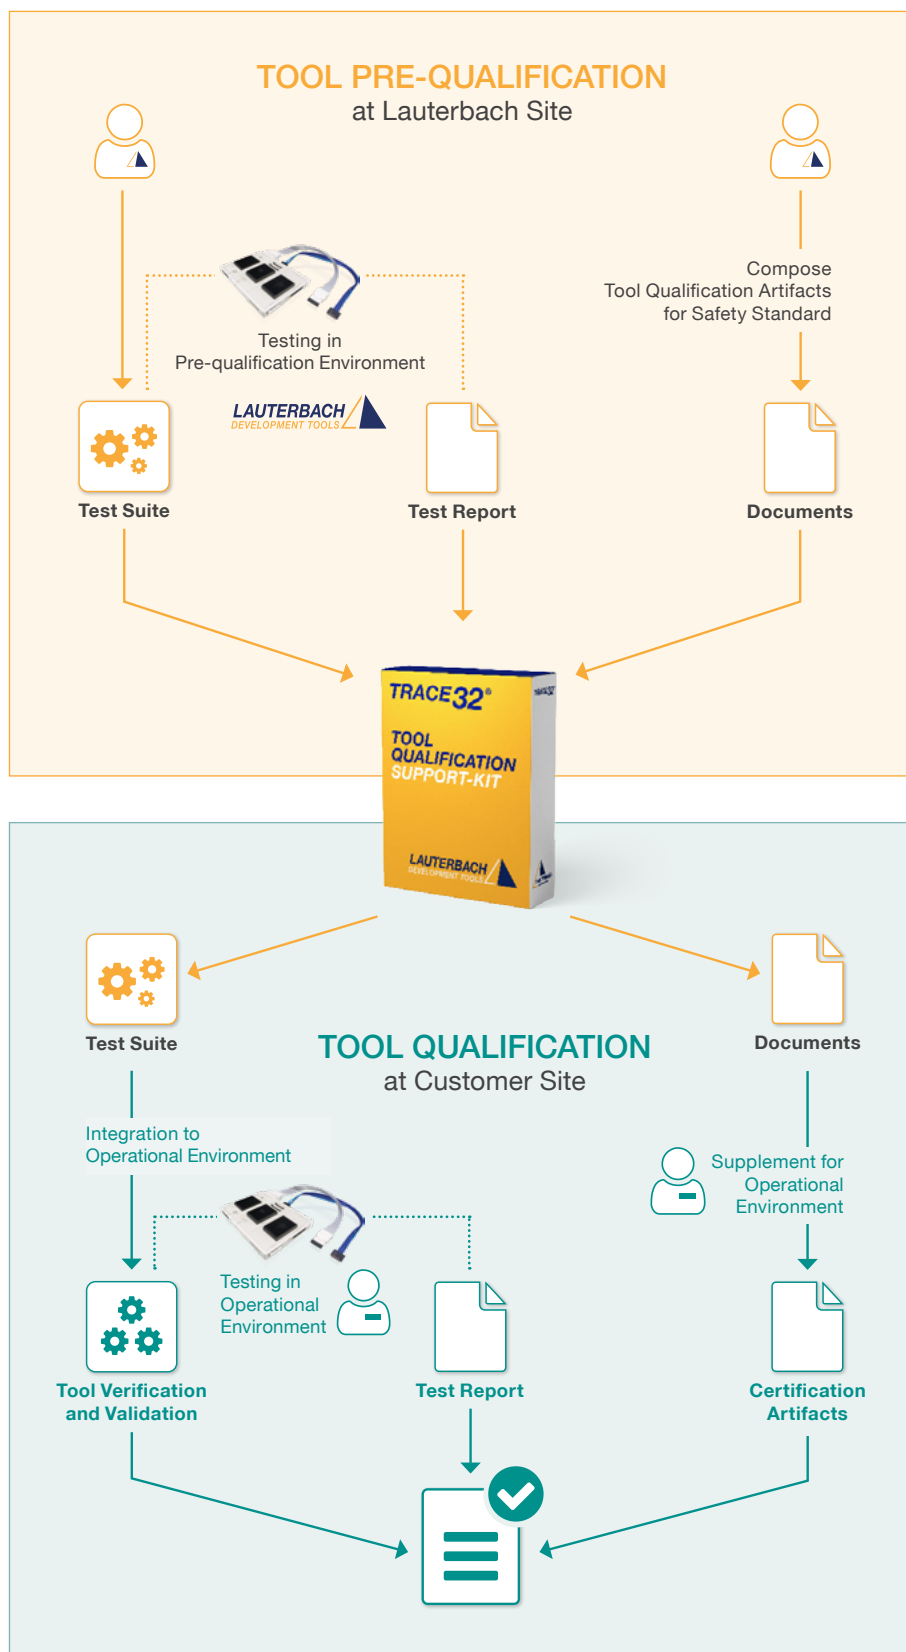 TOOL PRE-QUALIFICATION
at Lauterbach Site
Compose
Tool Qualification Artifacts
for Safety Standard
Testing in
Pre-qualification Environment
LAUTERBACH
DEVELOPMENT TOOLS
Test Suite
Test Report
Documents
TRACE32®
TRACE32
TOOL
QUALIFICATION
SUPPORT-KIT
LAUTERBACH
DEVELOPMENT TOOLS
Test Suite
Documents
TOOL QUALIFICATION
at Customer Site
Integration to
Operational Environment
Supplement for
Operational
Environment
Testing in
Operational
Environment
Tool Verification
and Validation
Test Report
Certification
Artifacts